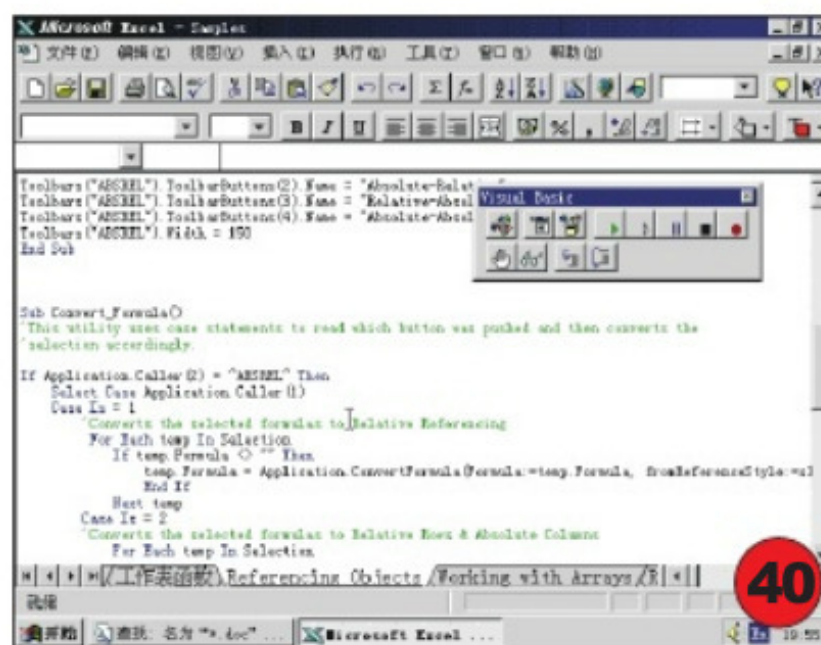 Microsoft Excel - Samples
文件(F) 编辑(E) 视图(V) 插入(I) 执行(R) 工具(T) 窗口(W) 帮助(H)
Toolbars("ABSREL").ToolbarButtons(2).Name = "Absolute-Relative"
Toolbars("ABSREL").ToolbarButtons(3).Name = "Relative-Absol
Toolbars("ABSREL").ToolbarButtons(4).Name = "Absolute-Absol
Toolbars("ABSREL").Width = 150
End Sub
Visual Basic
Sub Convert_Formula()
'This utility uses case statements to read which button was pushed and then converts the
'selection accordingly.
If Application.Caller(2) = "ABSREL" Then
Select Case Application.Caller(1)
Case Is = 1
'Converts the selected formulas to Relative Referencing
For Each temp In Selection
If temp.Formula <> "" Then
temp.Formula = Application.ConvertFormula(Formula:=temp.Formula, fromReferenceStyle:=xl
End If
Next temp
Case Is = 2
'Converts the selected formulas to Relative Rows & Absolute Columns
For Each temp In Selection
工作表函数 Referencing Objects Working with Arrays R
就绪
40
开始 查找: 名为 "*.doc" ... Microsoft Excel ... En 19:55